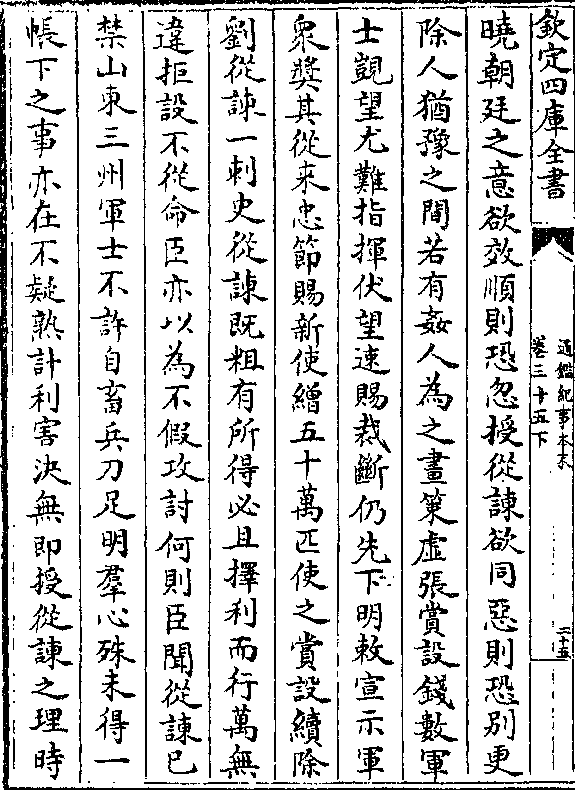 欽定四庫全書
通鑑紀事本末
卷三十五下
二十五
曉朝廷之意欲效順則恐忽授從諫欲同惡則恐别更
除人猶豫之間若有姦人為之畫策虚張賞設錢數軍
士覬望尤難指揮伏望速賜裁斷仍先下明敕宣示軍
衆奬其從来忠節賜新使繒五十萬匹使之賞設續除
劉從諫一刺史從諫既粗有所得必且擇利而行萬無
違拒設不從命臣亦以為不假攻討何則臣聞從諫已
禁山東三州軍士不許自畜兵刀足明羣心殊未得一
帳下之事亦在不疑熟計利害决無即授從諫之理時